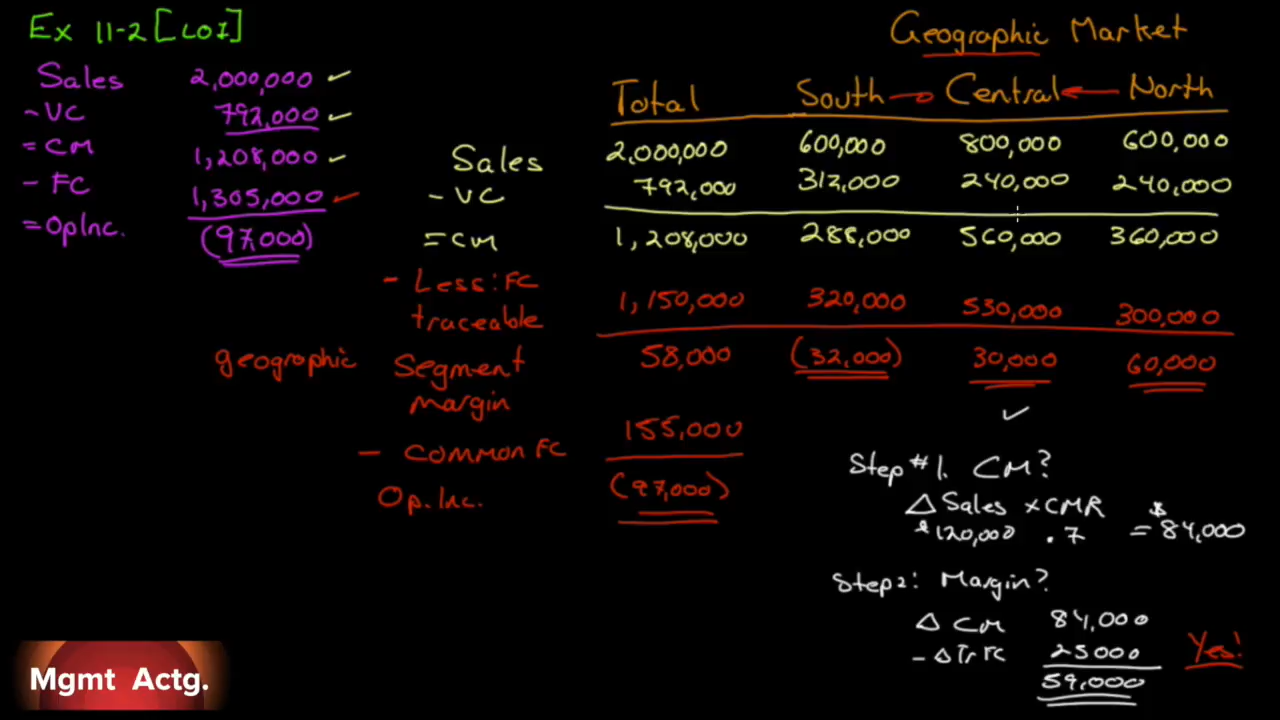 Ex 11-2 [LO1]
Sales 2,000,000 ✓
- VC 792,000 ✓
= CM 1,208,000 ✓
- FC 1,305,000 ✓
= Op Inc. (97,000)
Geographic Market
Total South → Central ← North
Sales 2,000,000 600,000 800,000 600,000
- VC 792,000 312,000 240,000 240,000
= CM 1,208,000 288,000 560,000 360,000
- Less: FC
traceable 1,150,000 320,000 530,000 300,000
geographic Segment 58,000 (32,000) 30,000 60,000
margin
✓
- Common FC 155,000
Op. Inc. (97,000)
Step #1. CM?
Δ Sales x CMR
$120,000 .7 = $84,000
Step 2: Margin?
Δ CM 84,000
- Δ Tr FC 25000 Yes!
59,000
Mgmt Actg.